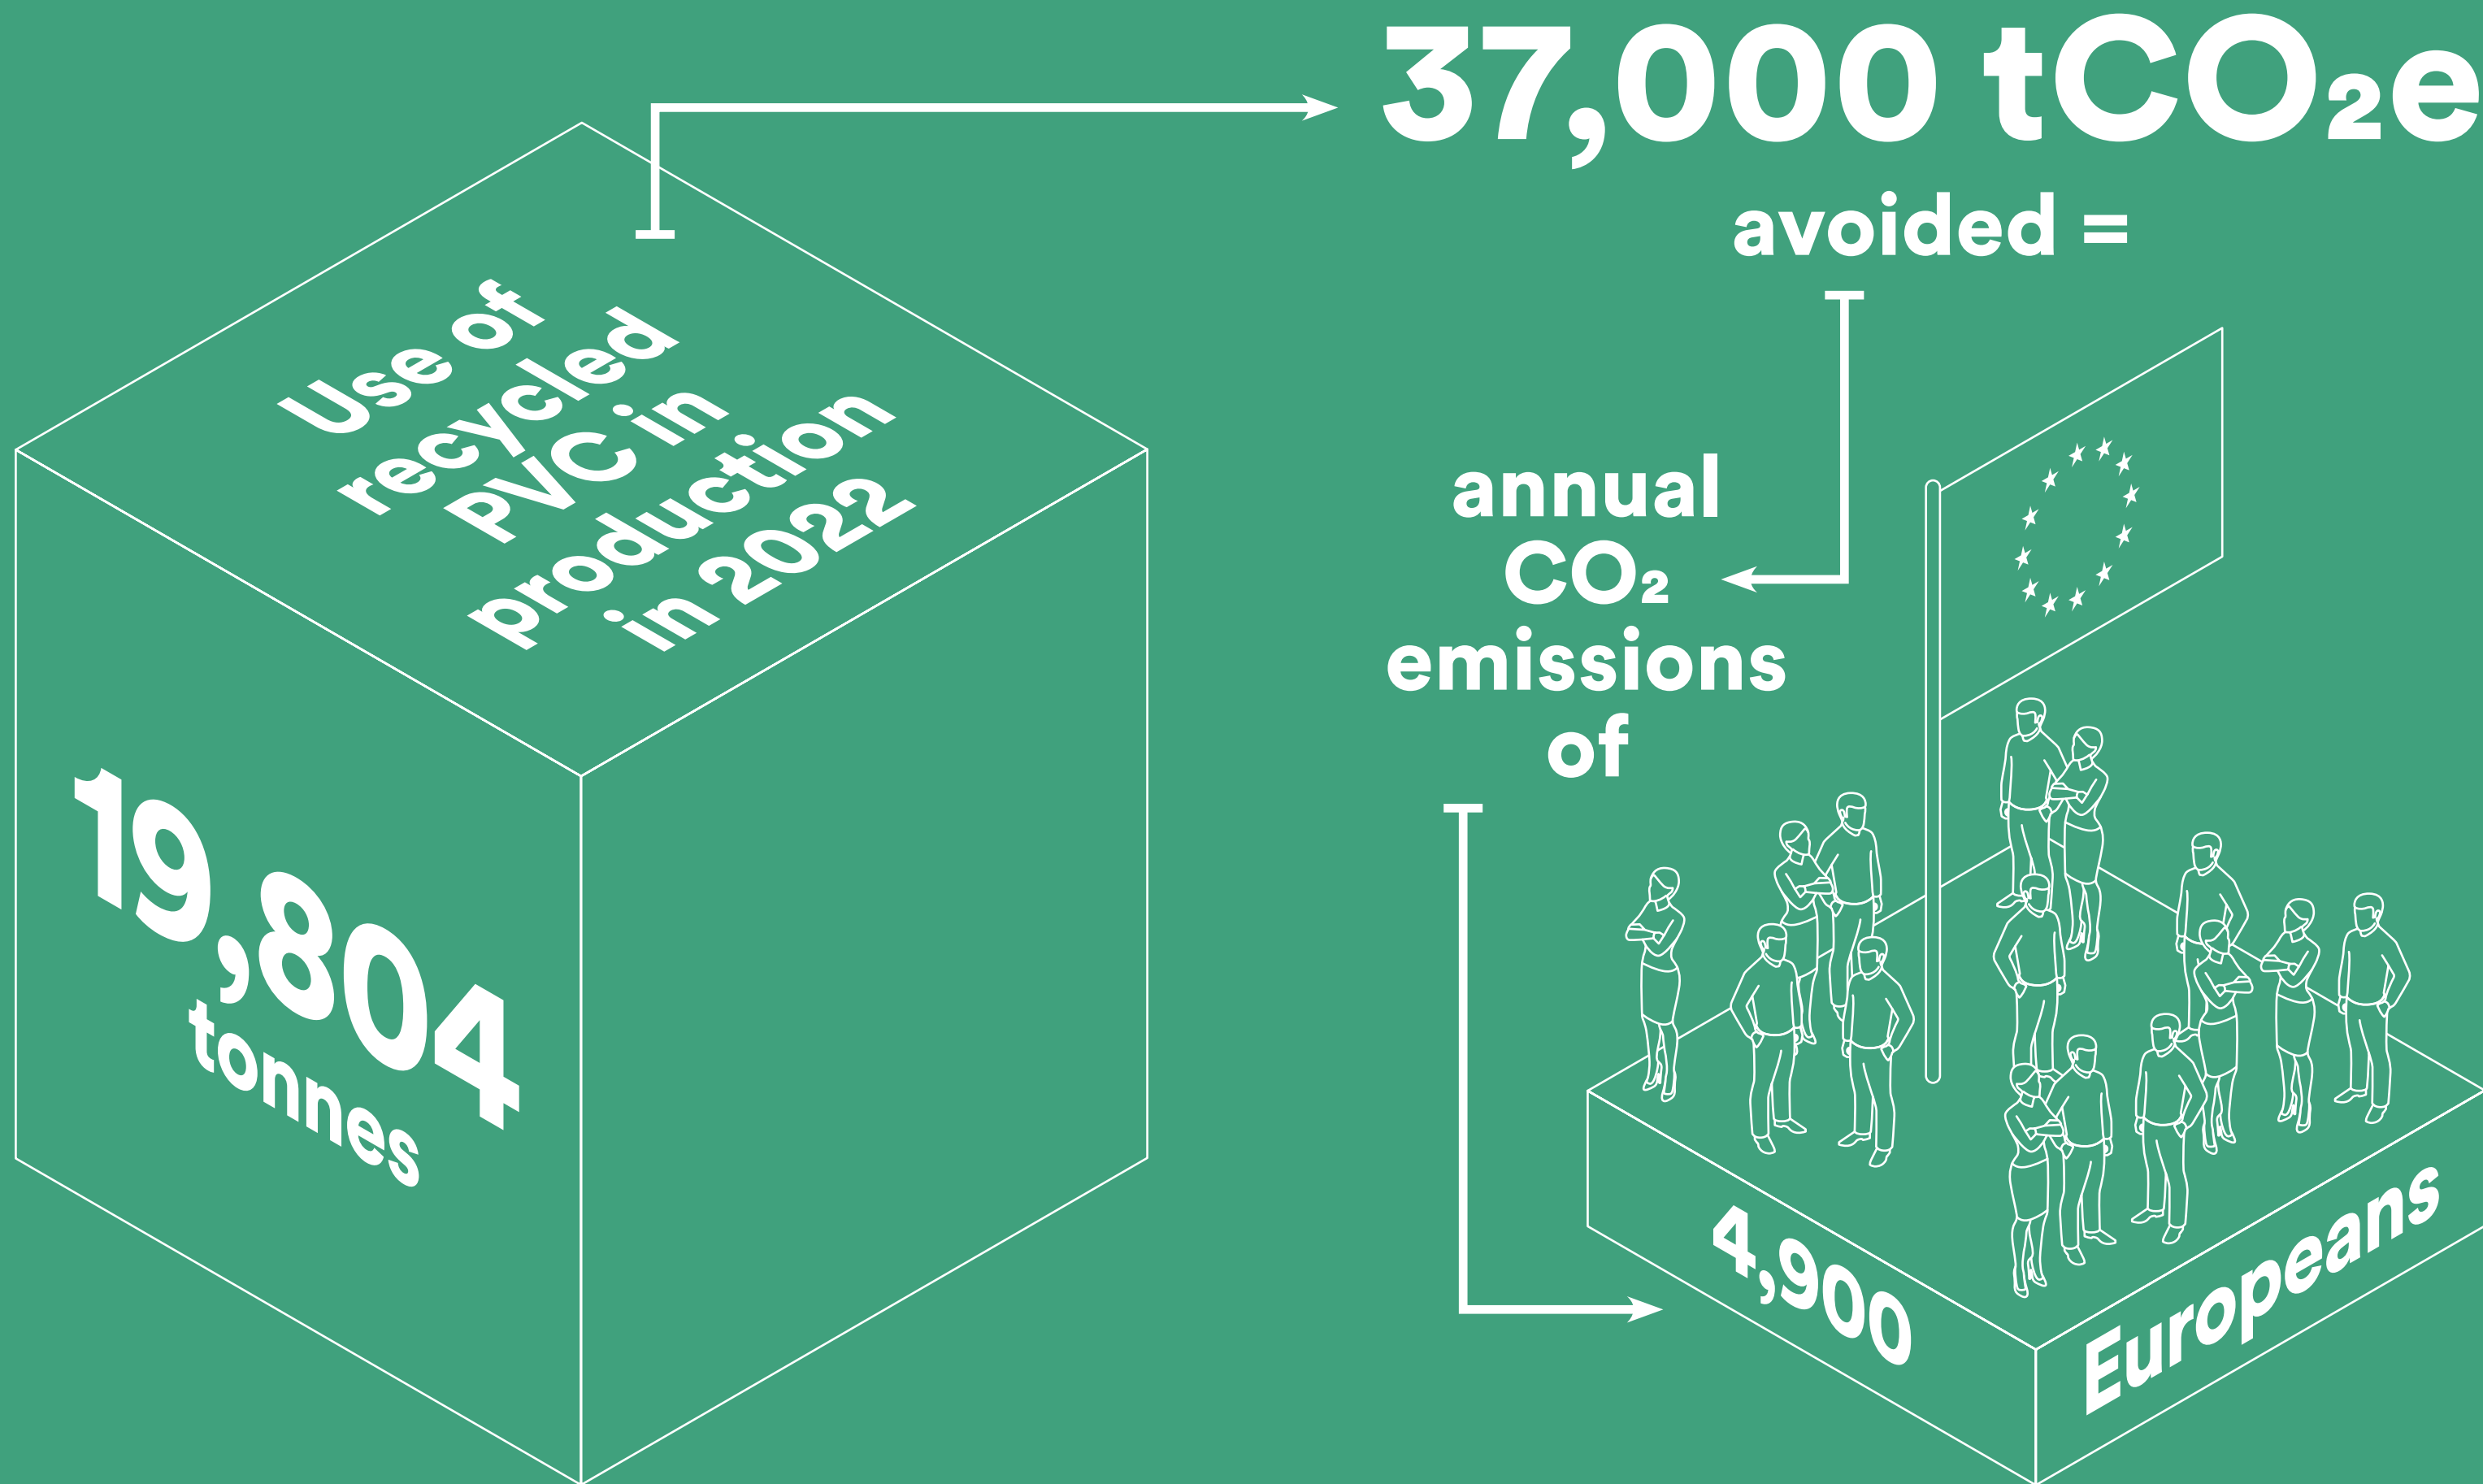 37,000 tCO₂e
avoided =
Use of
recycled
PVC in
production
in 2022
19,804
tonnes
annual
CO₂
emissions
of
4,900
Europeans